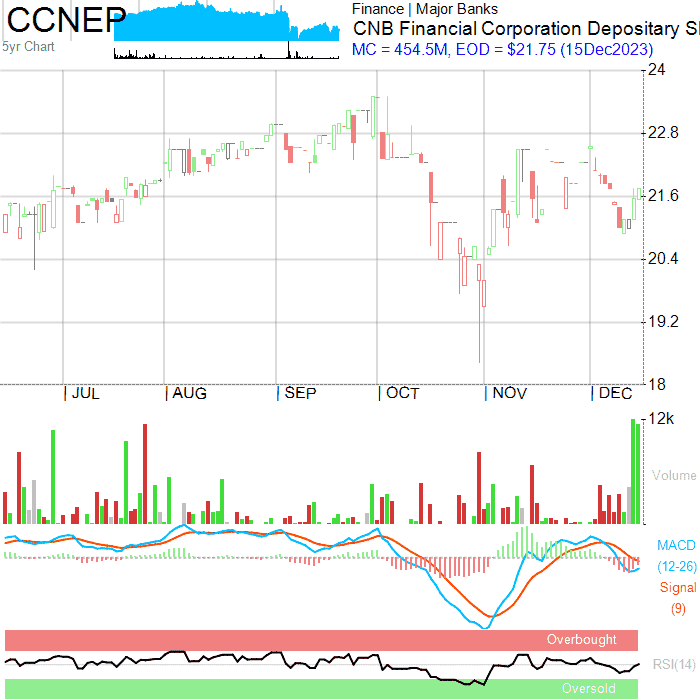 CCNEP
5yr Chart
Finance | Major Banks
CNB Financial Corporation Depositary S
MC = 454.5M, EOD = $21.75 (15Dec2023)
24
22.8
21.6
20.4
19.2
18
JUL
AUG
SEP
OCT
NOV
DEC
12k
Volume
MACD
(12-26)
Signal
(9)
Overbought
RSI(14)
Oversold